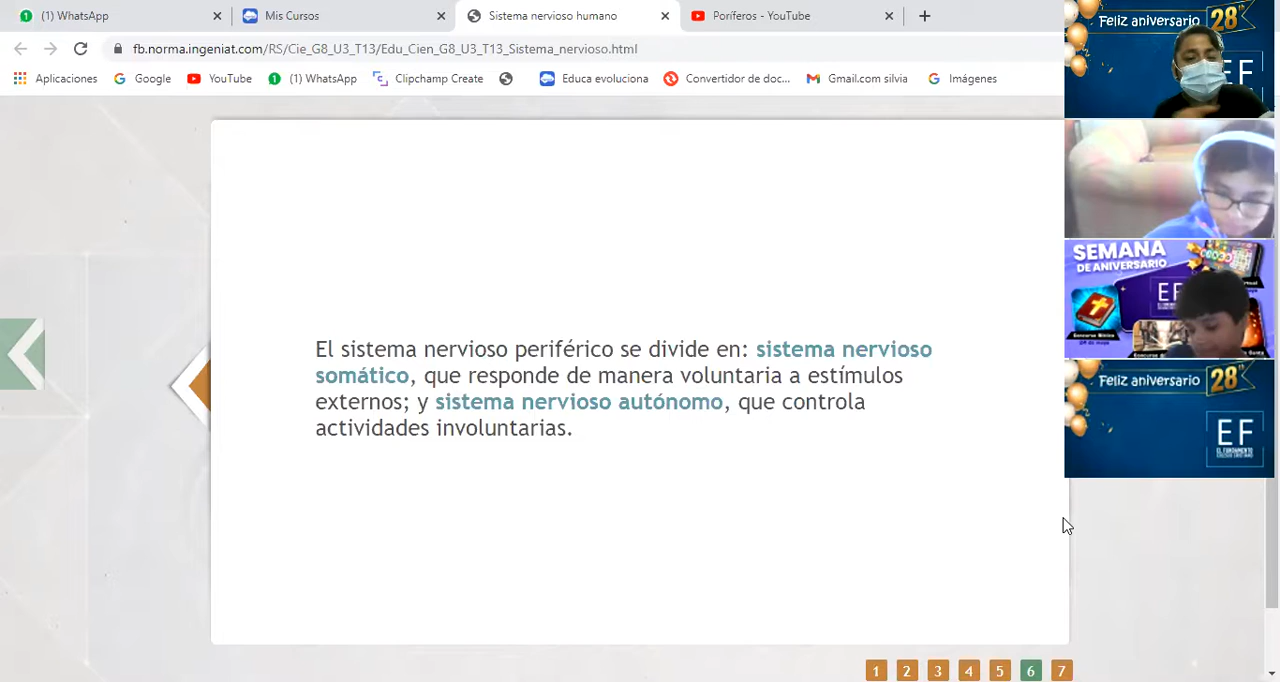 (1) WhatsApp
Mis Cursos
Sistema nervioso humano
Poríferos - YouTube
fb.norma.ingeniat.com/RS/Cie_G8_U3_T13/Edu_Cien_G8_U3_T13_Sistema_nervioso.html
Aplicaciones
Google
YouTube
(1) WhatsApp
Clipchamp Create
Educa evoluciona
Convertidor de doc...
Gmail.com silvia
Imágenes
El sistema nervioso periférico se divide en: sistema nervioso
somático, que responde de manera voluntaria a estímulos
externos; y sistema nervioso autónomo, que controla
actividades involuntarias.
1 2 3 4 5 6 7
Feliz aniversario 28
EF
SEMANA
DE ANIVERSARIO
EF
Feliz aniversario 28
EF
EL FUNDAMENTO
COLEGIO CRISTIANO